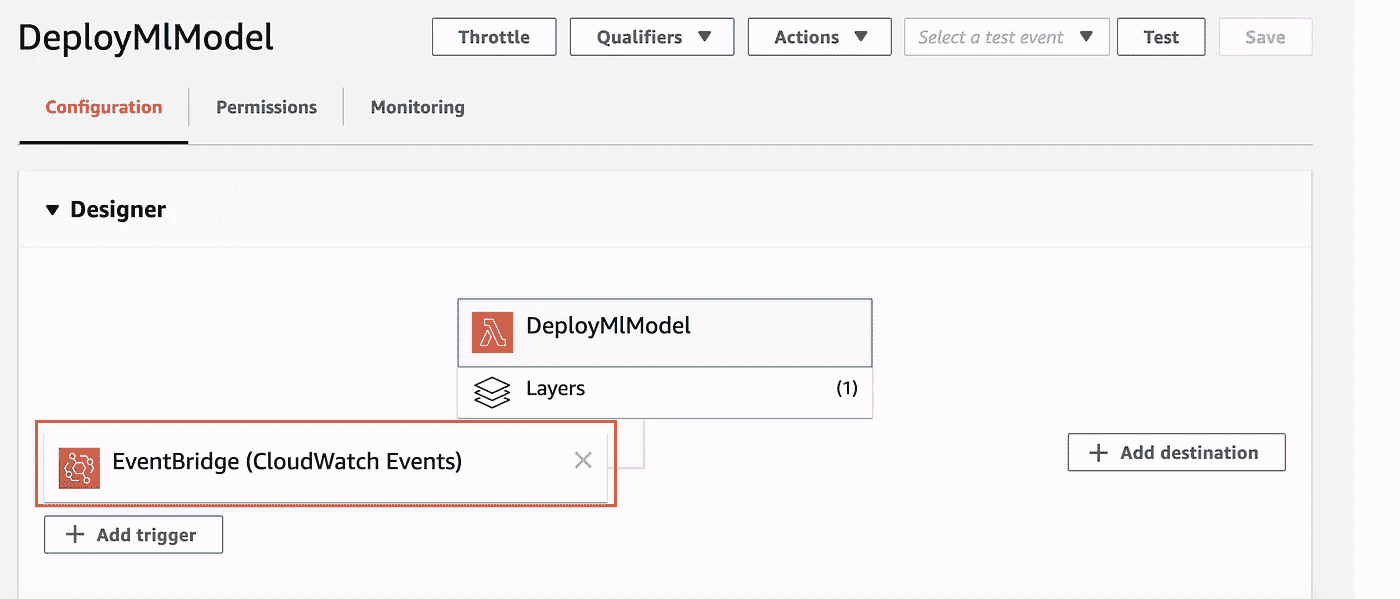 DeployMlModel
Throttle
Qualifiers
Actions
Select a test event
Test
Save
Configuration
Permissions
Monitoring
Designer
DeployMlModel
Layers
(1)
EventBridge (CloudWatch Events)
Add destination
Add trigger